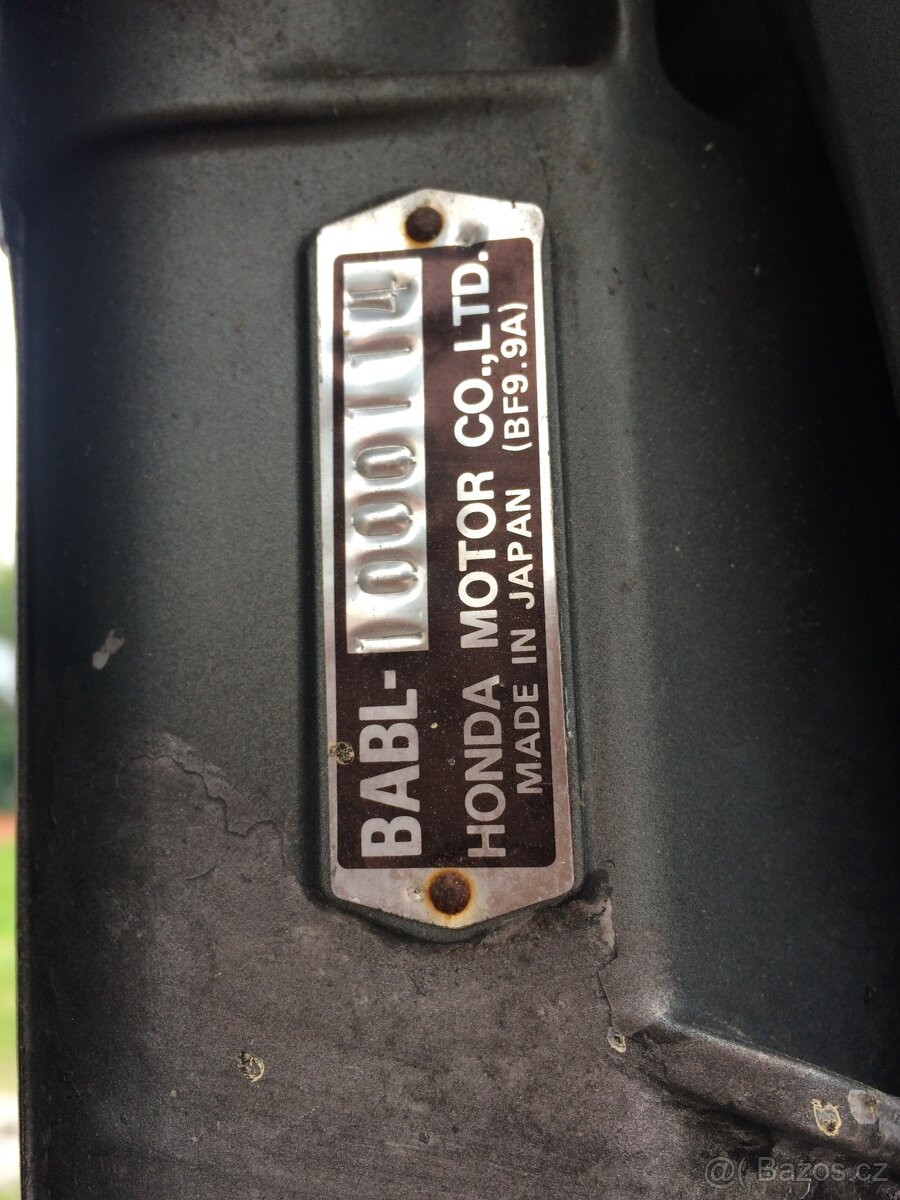 BABL-1000114
HONDA MOTOR CO.,LTD.
MADE IN JAPAN (BF9.9A)
@( Bazos.cz